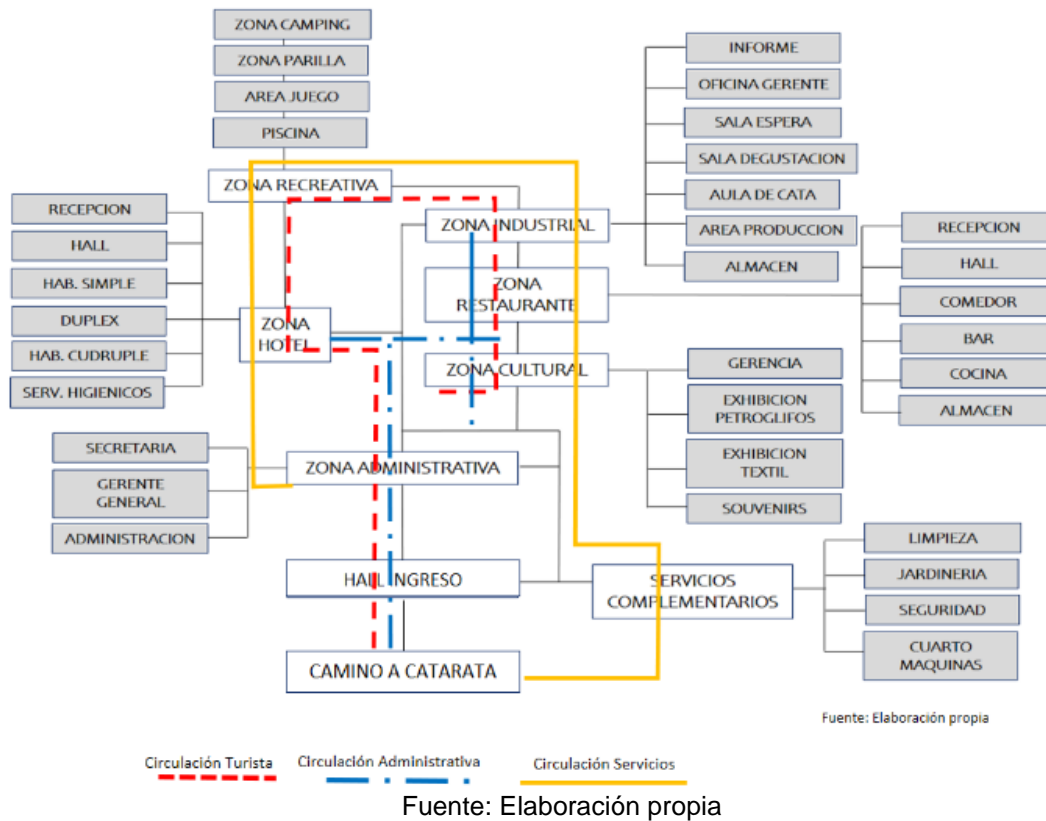 ZONA CAMPING
ZONA PARILLA
AREA JUEGO
PISCINA
ZONA RECREATIVA
RECEPCION
HALL
HAB. SIMPLE
DUPLEX
HAB. CUDRUPLE
SERV. HIGIENICOS
ZONA
HOTEL
SECRETARIA
GERENTE
GENERAL
ADMINISTRACION
ZONA ADMINISTRATIVA
HALL INGRESO
CAMINO A CATARATA
ZONA INDUSTRIAL
ZONA
RESTAURANTE
ZONA CULTURAL
INFORME
OFICINA GERENTE
SALA ESPERA
SALA DEGUSTACION
AULA DE CATA
AREA PRODUCCION
ALMACEN
RECEPCION
HALL
COMEDOR
BAR
COCINA
ALMACEN
GERENCIA
EXHIBICION
PETROGLIFOS
EXHIBICION
TEXTIL
SOUVENIRS
SERVICIOS
COMPLEMENTARIOS
LIMPIEZA
JARDINERIA
SEGURIDAD
CUARTO
MAQUINAS
Fuente: Elaboración propia
Circulación Turista
Circulación Administrativa
Circulación Servicios
Fuente: Elaboración propia